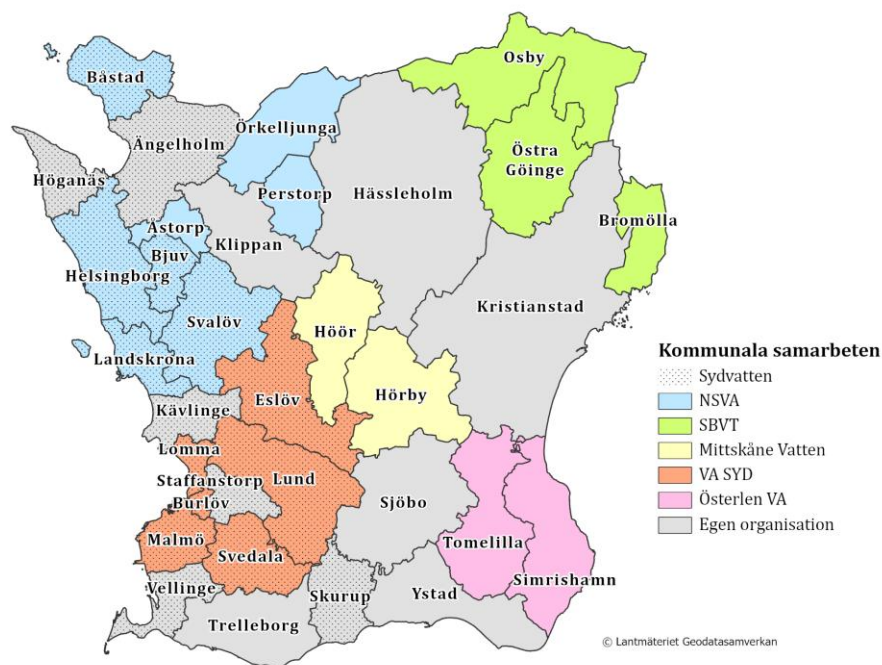 Osby
Båstad
Örkelljunga
Ängelholm
Östra
Göinge
Höganäs
Hässleholm
Perstorp
Bromölla
Åstorp
Klippan
Bjuv
Helsingborg
Kristianstad
Svalöv
Höör
Landskrona
Hörby
Eslöv
Kävlinge
Lomma
Staffanstorp
Lund
Burlöv
Sjöbo
Malmö
Tomelilla
Svedala
Simrishamn
Vellinge
Skurup
Ystad
Trelleborg
Kommunala samarbeten
Sydvatten
NSVA
SBVT
Mittskåne Vatten
VA SYD
Österlen VA
Egen organisation
© Lantmäteriet Geodatasamverkan